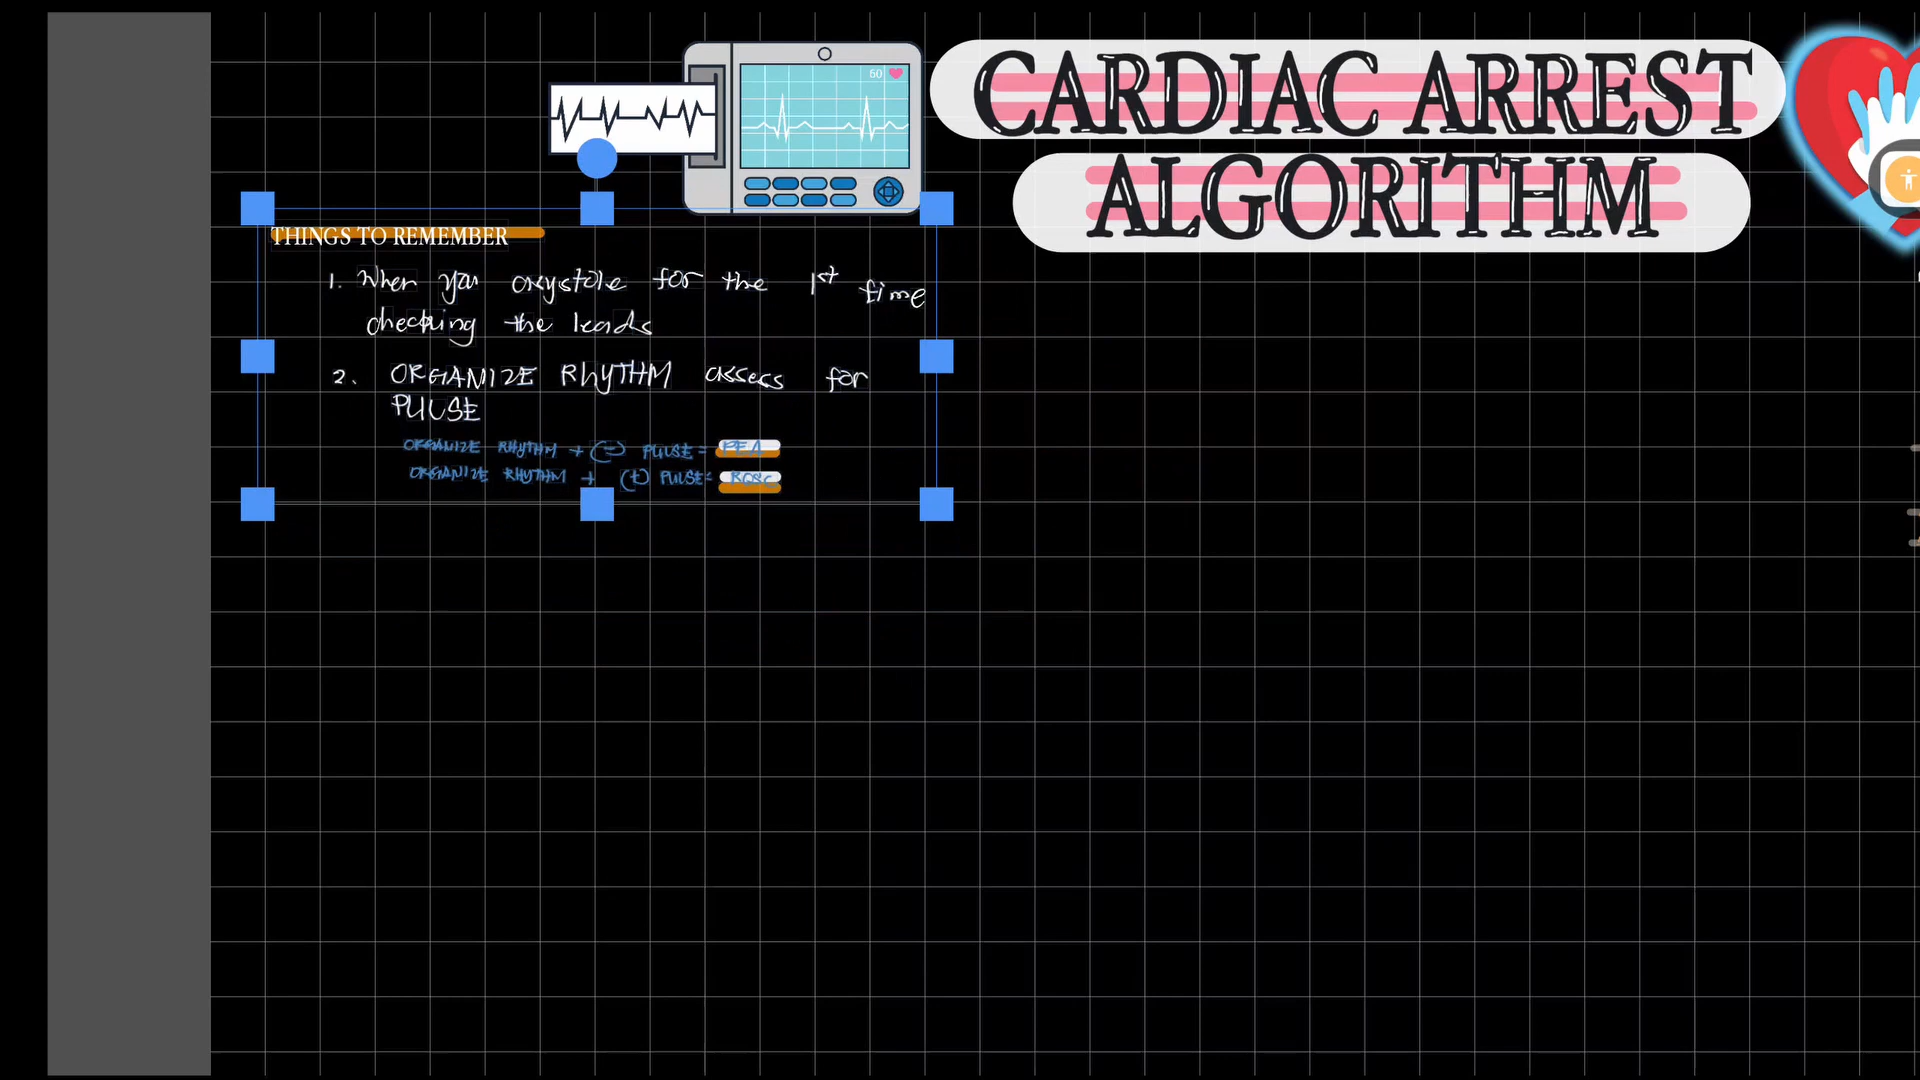 60
CARDIAC ARREST
ALGORITHM
THINGS TO REMEMBER
1. When you asystole for the 1st time
checking the leads
2. ORGANIZE RHYTHM assess for
PULSE
ORGANIZE RHYTHM + (-) PULSE = PEA
ORGANIZE RHYTHM + (+) PULSE = ROSC